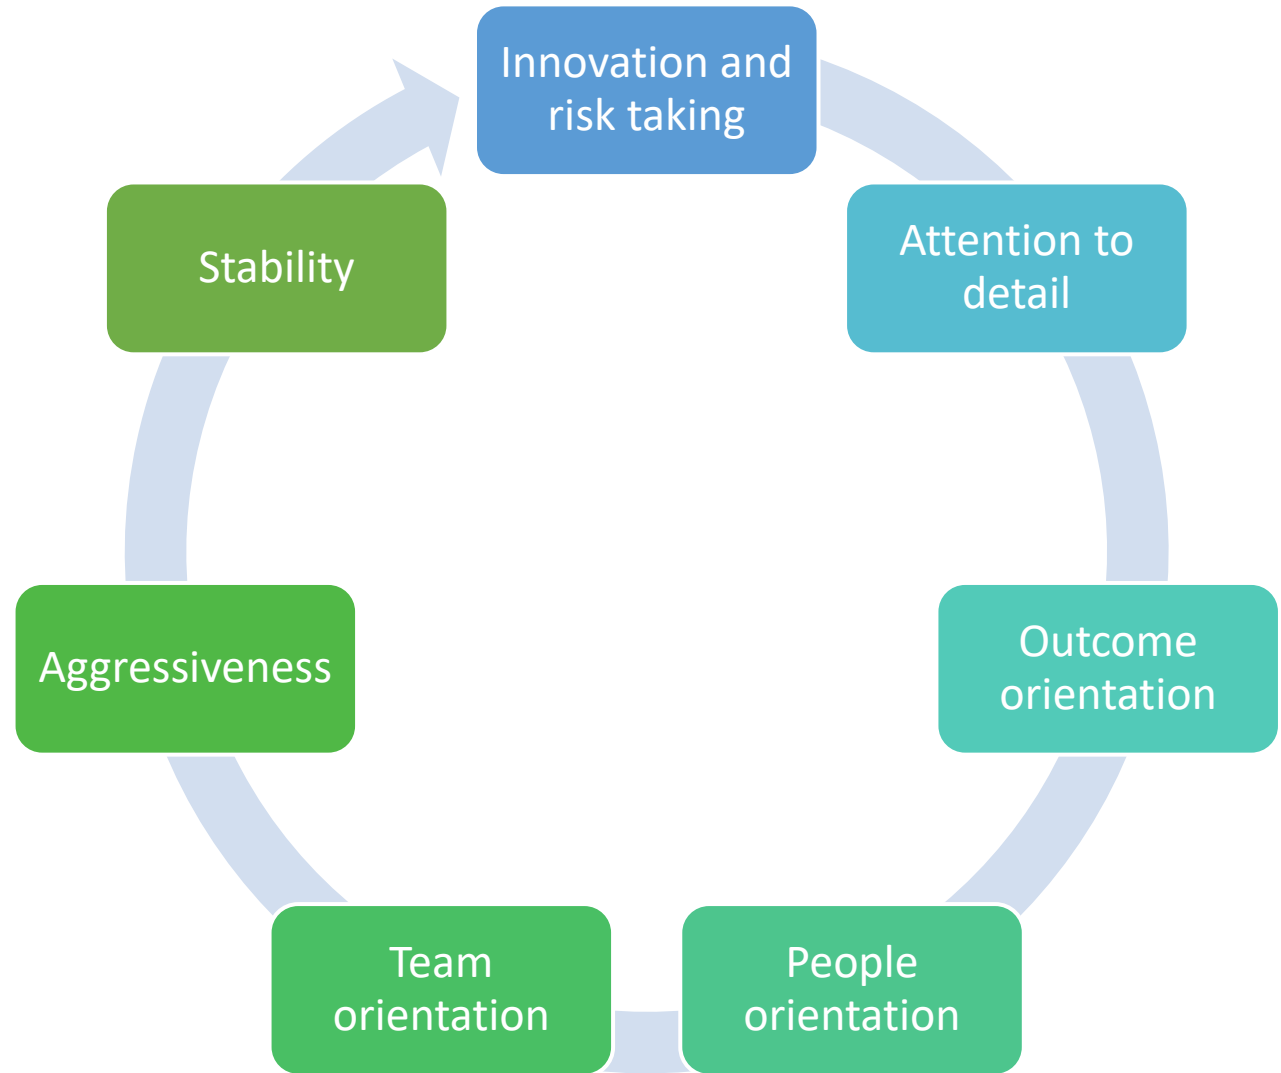 Innovation and
risk taking
Attention to
detail
Outcome
orientation
People
orientation
Team
orientation
Aggressiveness
Stability